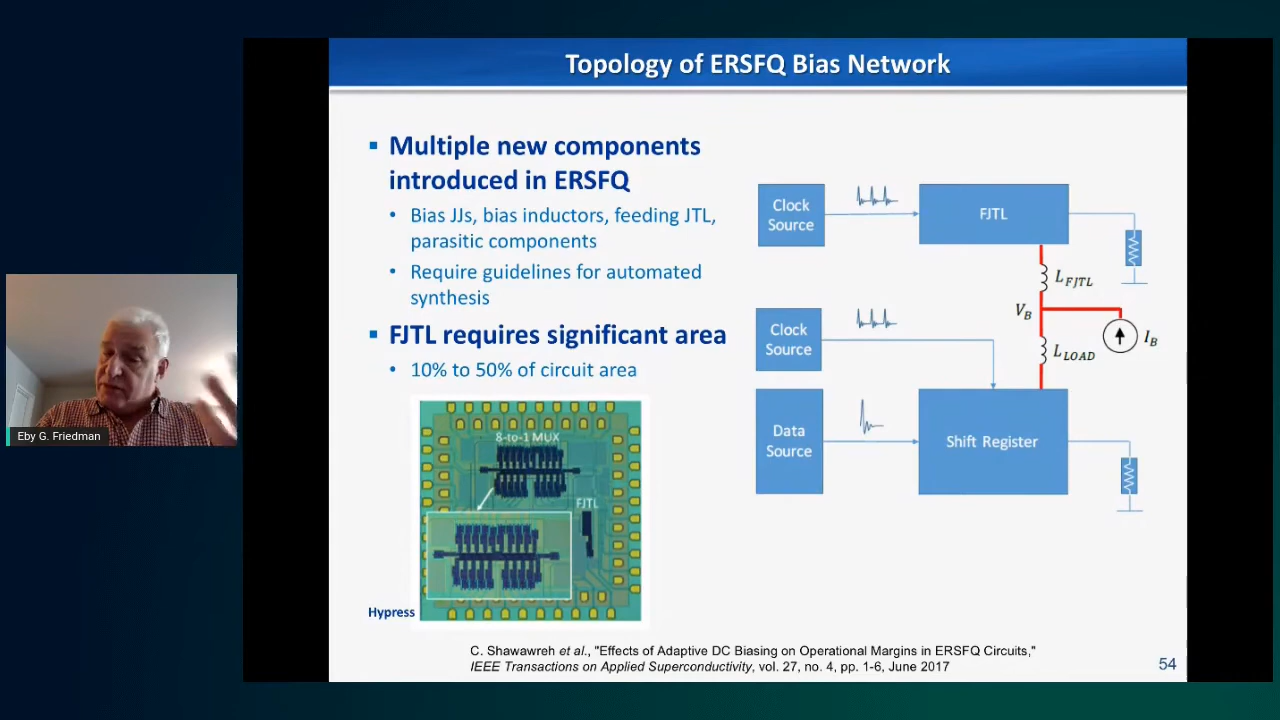 Topology of ERSFQ Bias Network
▪ Multiple new components
introduced in ERSFQ
• Bias JJs, bias inductors, feeding JTL,
parasitic components
• Require guidelines for automated
synthesis
▪ FJTL requires significant area
• 10% to 50% of circuit area
8-to-1 MUX
FJTL
Hypress
Clock
Source
FJTL
L_FJTL
V_B
I_B
Clock
Source
L_LOAD
Data
Source
Shift Register
C. Shawawreh et al., "Effects of Adaptive DC Biasing on Operational Margins in ERSFQ Circuits,"
IEEE Transactions on Applied Superconductivity, vol. 27, no. 4, pp. 1-6, June 2017
54
Eby G. Friedman